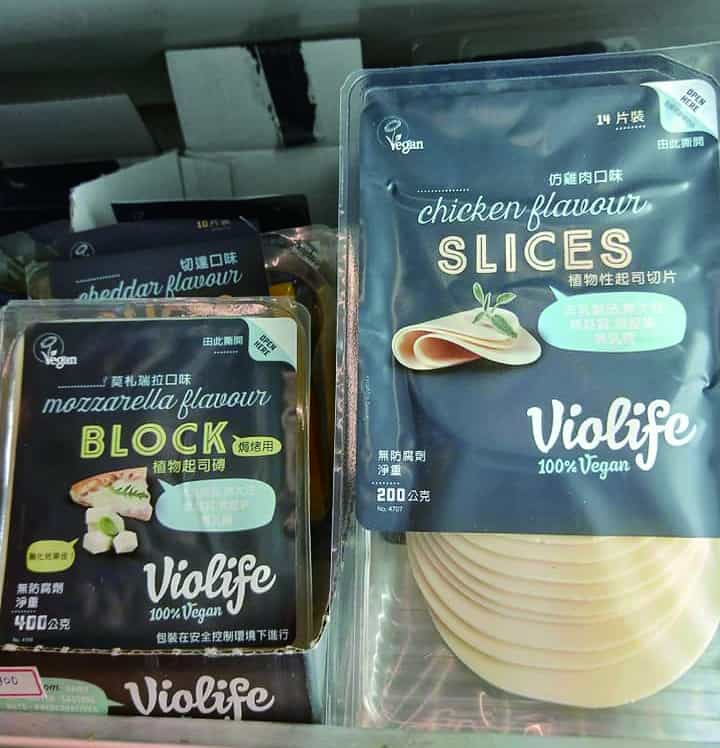 Vegan
14 片裝
OPEN
HERE
由此撕開
仿雞肉口味
chicken flavour
SLICES
植物性起司切片
Violife
100% Vegan
無防腐劑
淨重
200公克
No. 4707
10片裝
切達口味
cheddar flavour
Vegan
由此撕開
OPEN
HERE
莫札瑞拉口味
mozzarella flavour
BLOCK
焗烤用
植物起司磚
Violife
100% Vegan
無防腐劑
淨重
400公克
包裝在安全控制環境下進行
Violife